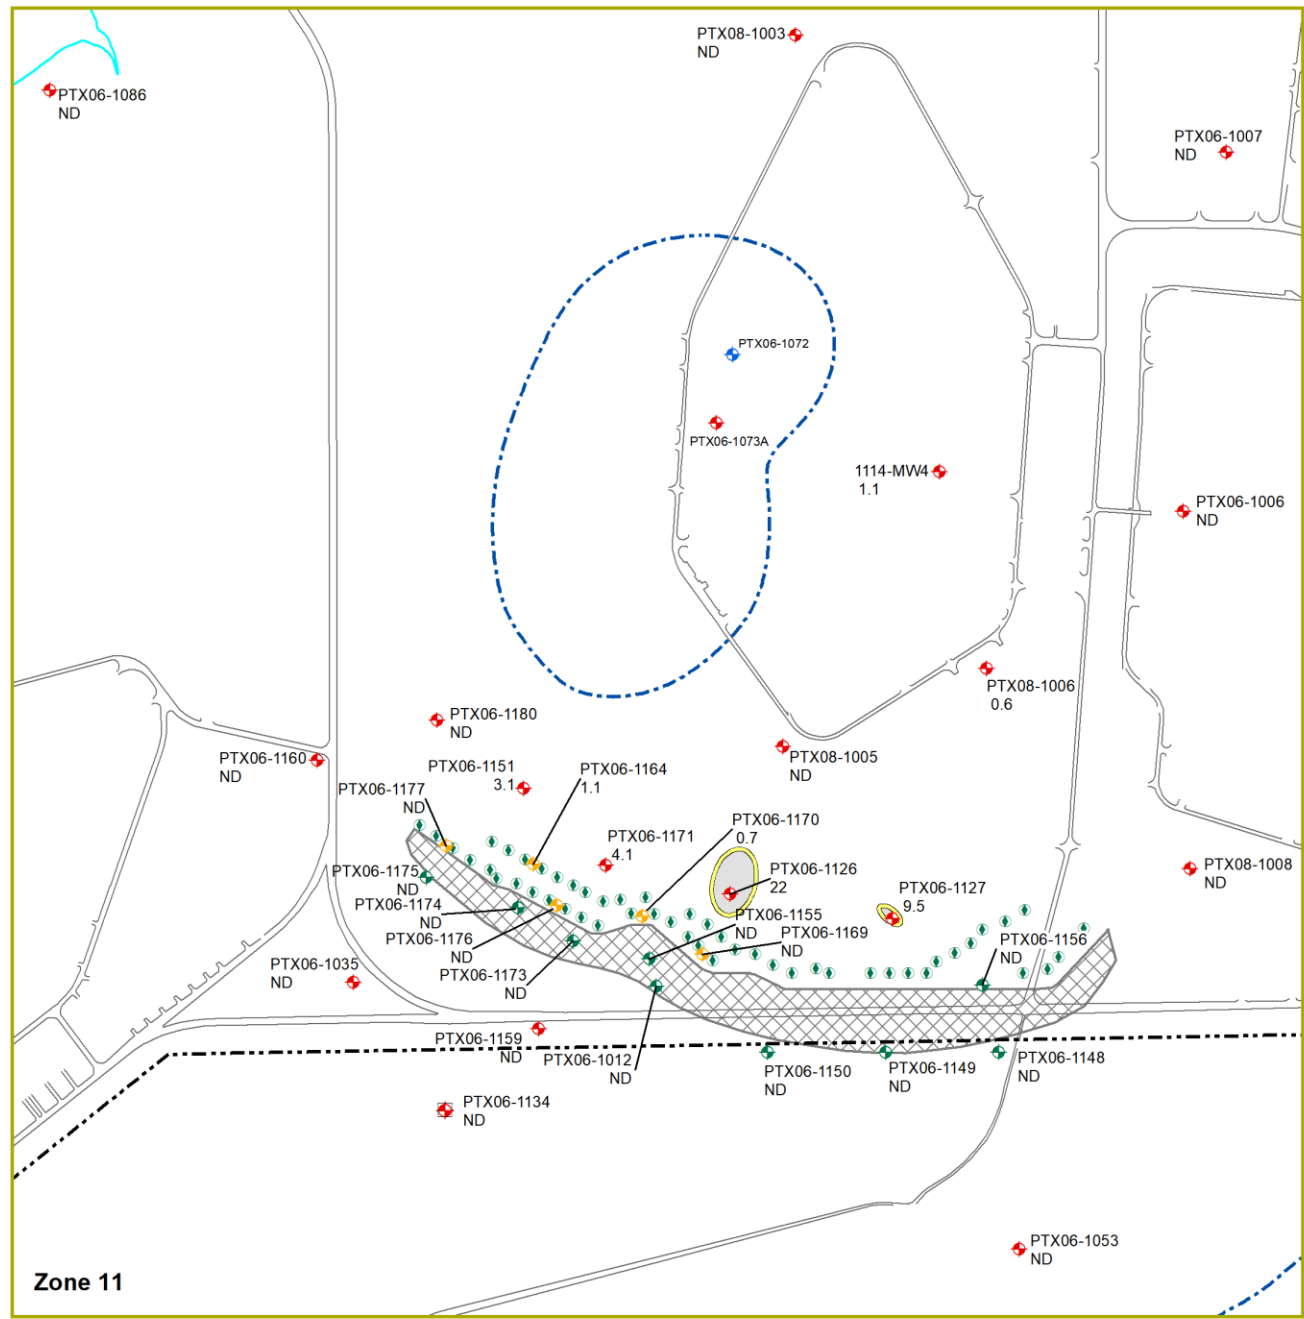 PTX08-1003
ND
PTX06-1086
ND
PTX06-1007
ND
PTX06-1072
PTX06-1073A
1114-MW4
1.1
PTX06-1006
ND
PTX08-1006
0.6
PTX06-1180
ND
PTX08-1005
ND
PTX06-1160
ND
PTX06-1151
3.1
PTX06-1164
1.1
PTX06-1177
ND
PTX06-1170
0.7
PTX06-1171
4.1
PTX06-1126
22
PTX08-1008
ND
PTX06-1175
ND
PTX06-1127
9.5
PTX06-1174
ND
PTX06-1155
ND
PTX06-1169
ND
PTX06-1156
ND
PTX06-1176
ND
PTX06-1035
ND
PTX06-1173
ND
PTX06-1159
ND
PTX06-1012
ND
PTX06-1150
ND
PTX06-1149
ND
PTX06-1148
ND
PTX06-1134
ND
PTX06-1053
ND
Zone 11